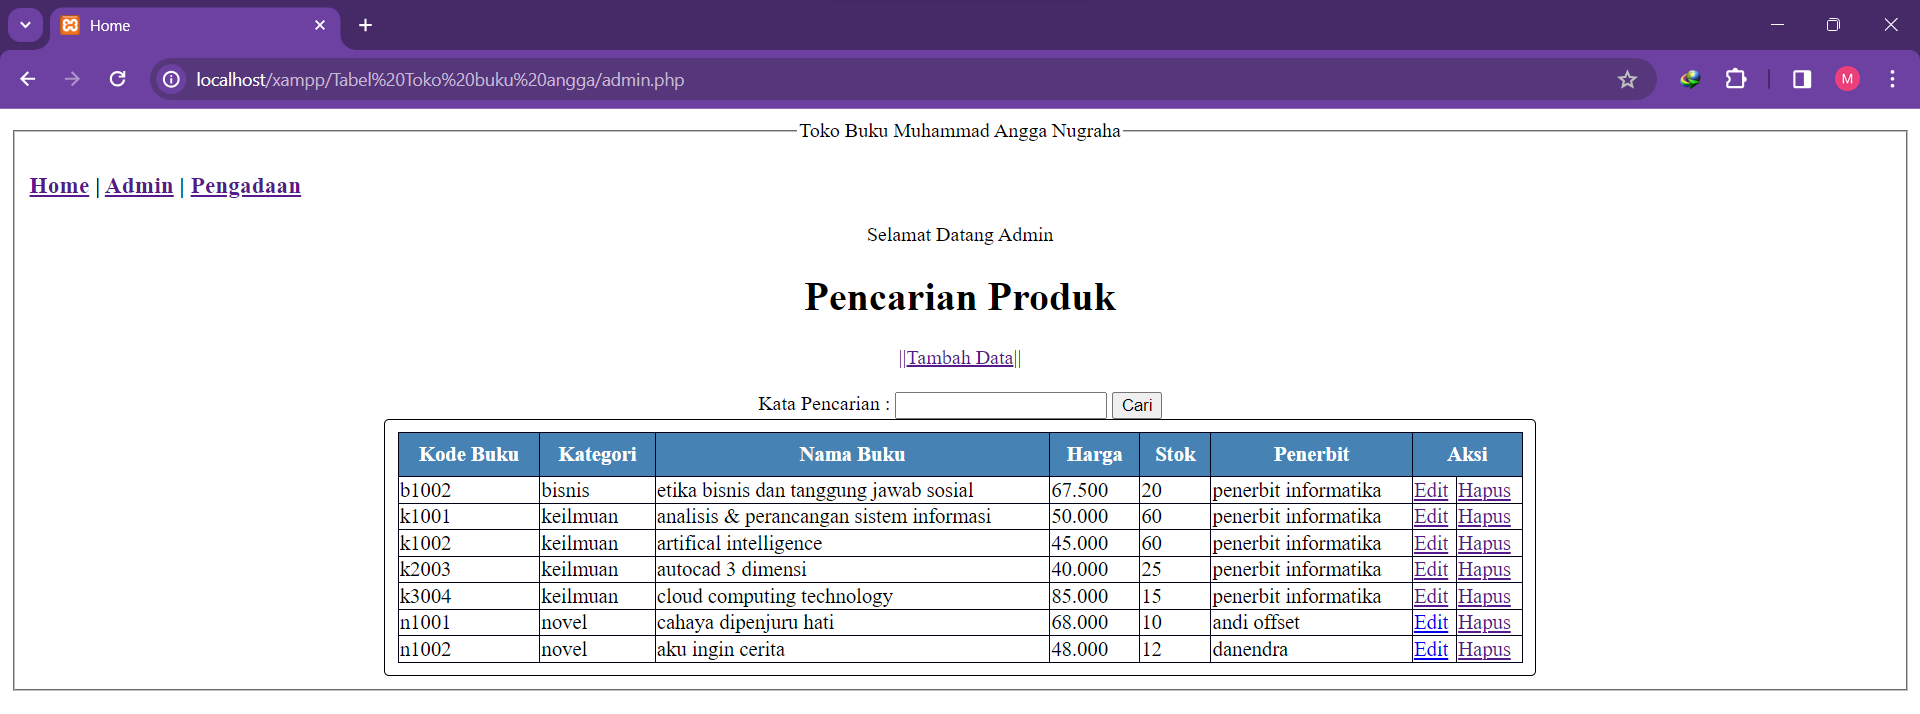 Home
localhost/xampp/Tabel%20Toko%20buku%20angga/admin.php
M
Toko Buku Muhammad Angga Nugraha
Home | Admin | Pengadaan
Selamat Datang Admin
Pencarian Produk
||Tambah Data||
Kata Pencarian : Cari
Kode Buku Kategori Nama Buku Harga Stok Penerbit Aksi
b1002 bisnis etika bisnis dan tanggung jawab sosial 67.500 20 penerbit informatika Edit Hapus
k1001 keilmuan analisis & perancangan sistem informasi 50.000 60 penerbit informatika Edit Hapus
k1002 keilmuan artifical intelligence 45.000 60 penerbit informatika Edit Hapus
k2003 keilmuan autocad 3 dimensi 40.000 25 penerbit informatika Edit Hapus
k3004 keilmuan cloud computing technology 85.000 15 penerbit informatika Edit Hapus
n1001 novel cahaya dipenjuru hati 68.000 10 andi offset Edit Hapus
n1002 novel aku ingin cerita 48.000 12 danendra Edit Hapus